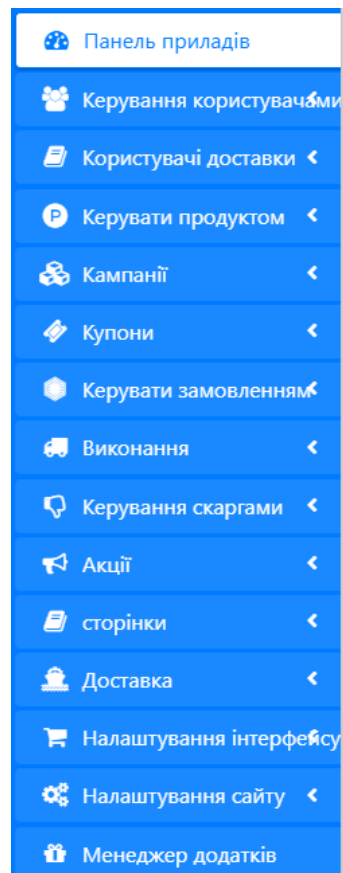 Панель приладів
Керування користувачами
Користувачі доставки
Керувати продуктом
Кампанії
Купони
Керувати замовленням
Виконання
Керування скаргами
Акції
сторінки
Доставка
Налаштування інтерфейсу
Налаштування сайту
Менеджер додатків